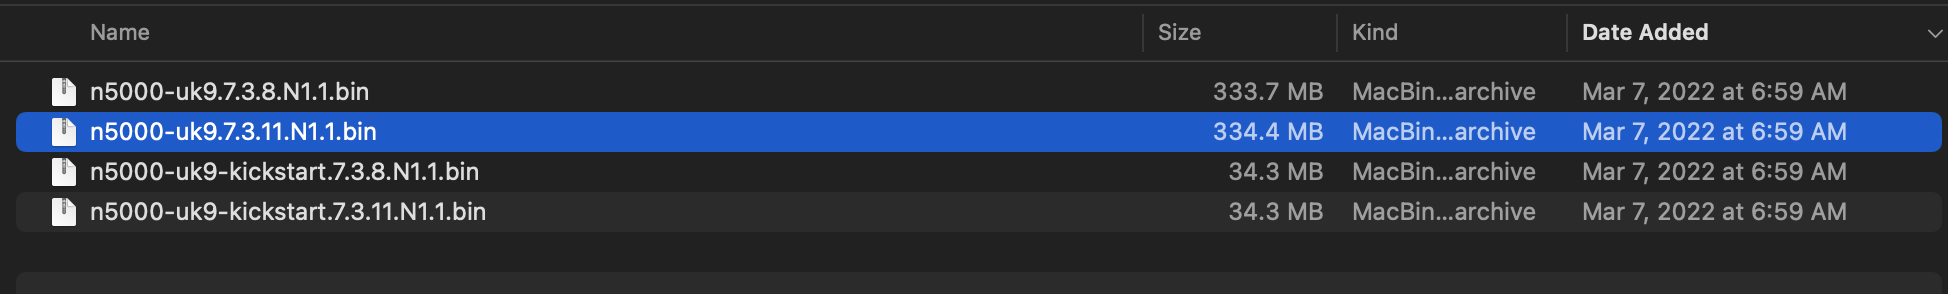 Name Size Kind Date Added
n5000-uk9.7.3.8.N1.1.bin 333.7 MB MacBin...archive Mar 7, 2022 at 6:59 AM
n5000-uk9.7.3.11.N1.1.bin 334.4 MB MacBin...archive Mar 7, 2022 at 6:59 AM
n5000-uk9-kickstart.7.3.8.N1.1.bin 34.3 MB MacBin...archive Mar 7, 2022 at 6:59 AM
n5000-uk9-kickstart.7.3.11.N1.1.bin 34.3 MB MacBin...archive Mar 7, 2022 at 6:59 AM